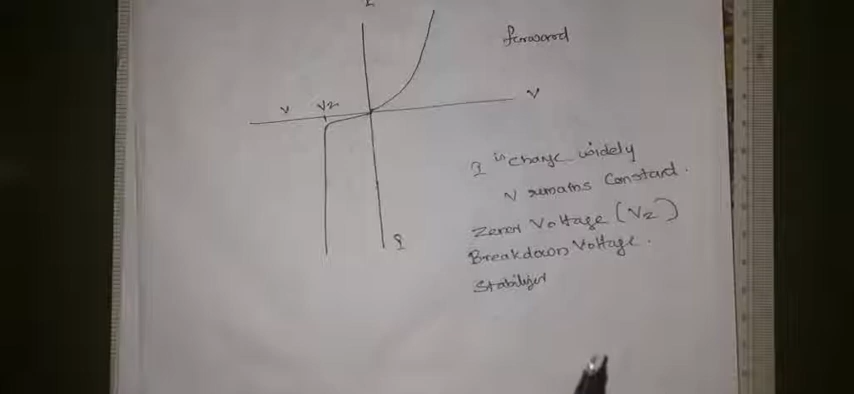 I
forward
V
V
Vz
I is change widely
V remains Constant.
Zener Voltage (Vz)
Breakdown Voltage.
I
Stabilizer